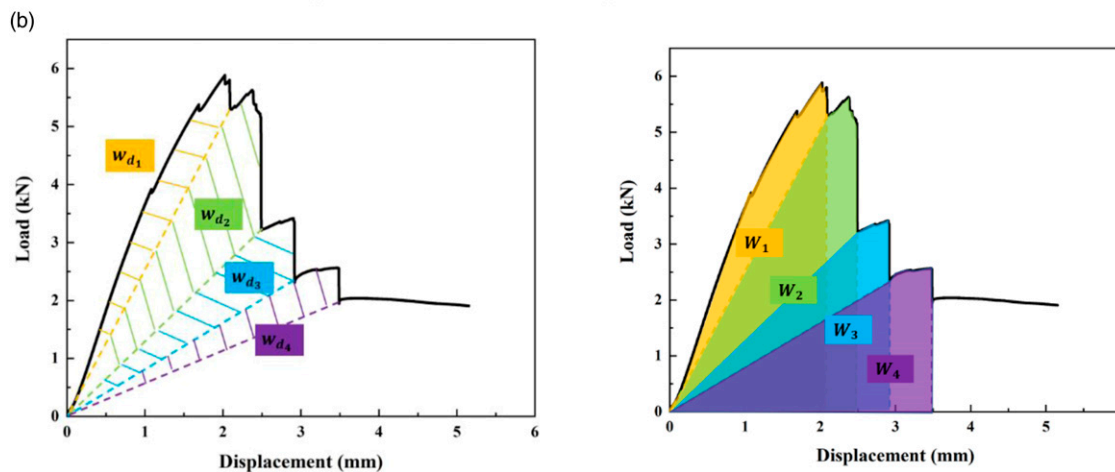 (b)
6
5
4
3
2
1
0
Load (kN)
w_{d_1}
w_{d_2}
w_{d_3}
w_{d_4}
0 1 2 3 4 5 6
Displacement (mm)
6
5
4
3
2
1
0
Load (kN)
W_1
W_2
W_3
W_4
0 1 2 3 4 5 6
Displacement (mm)